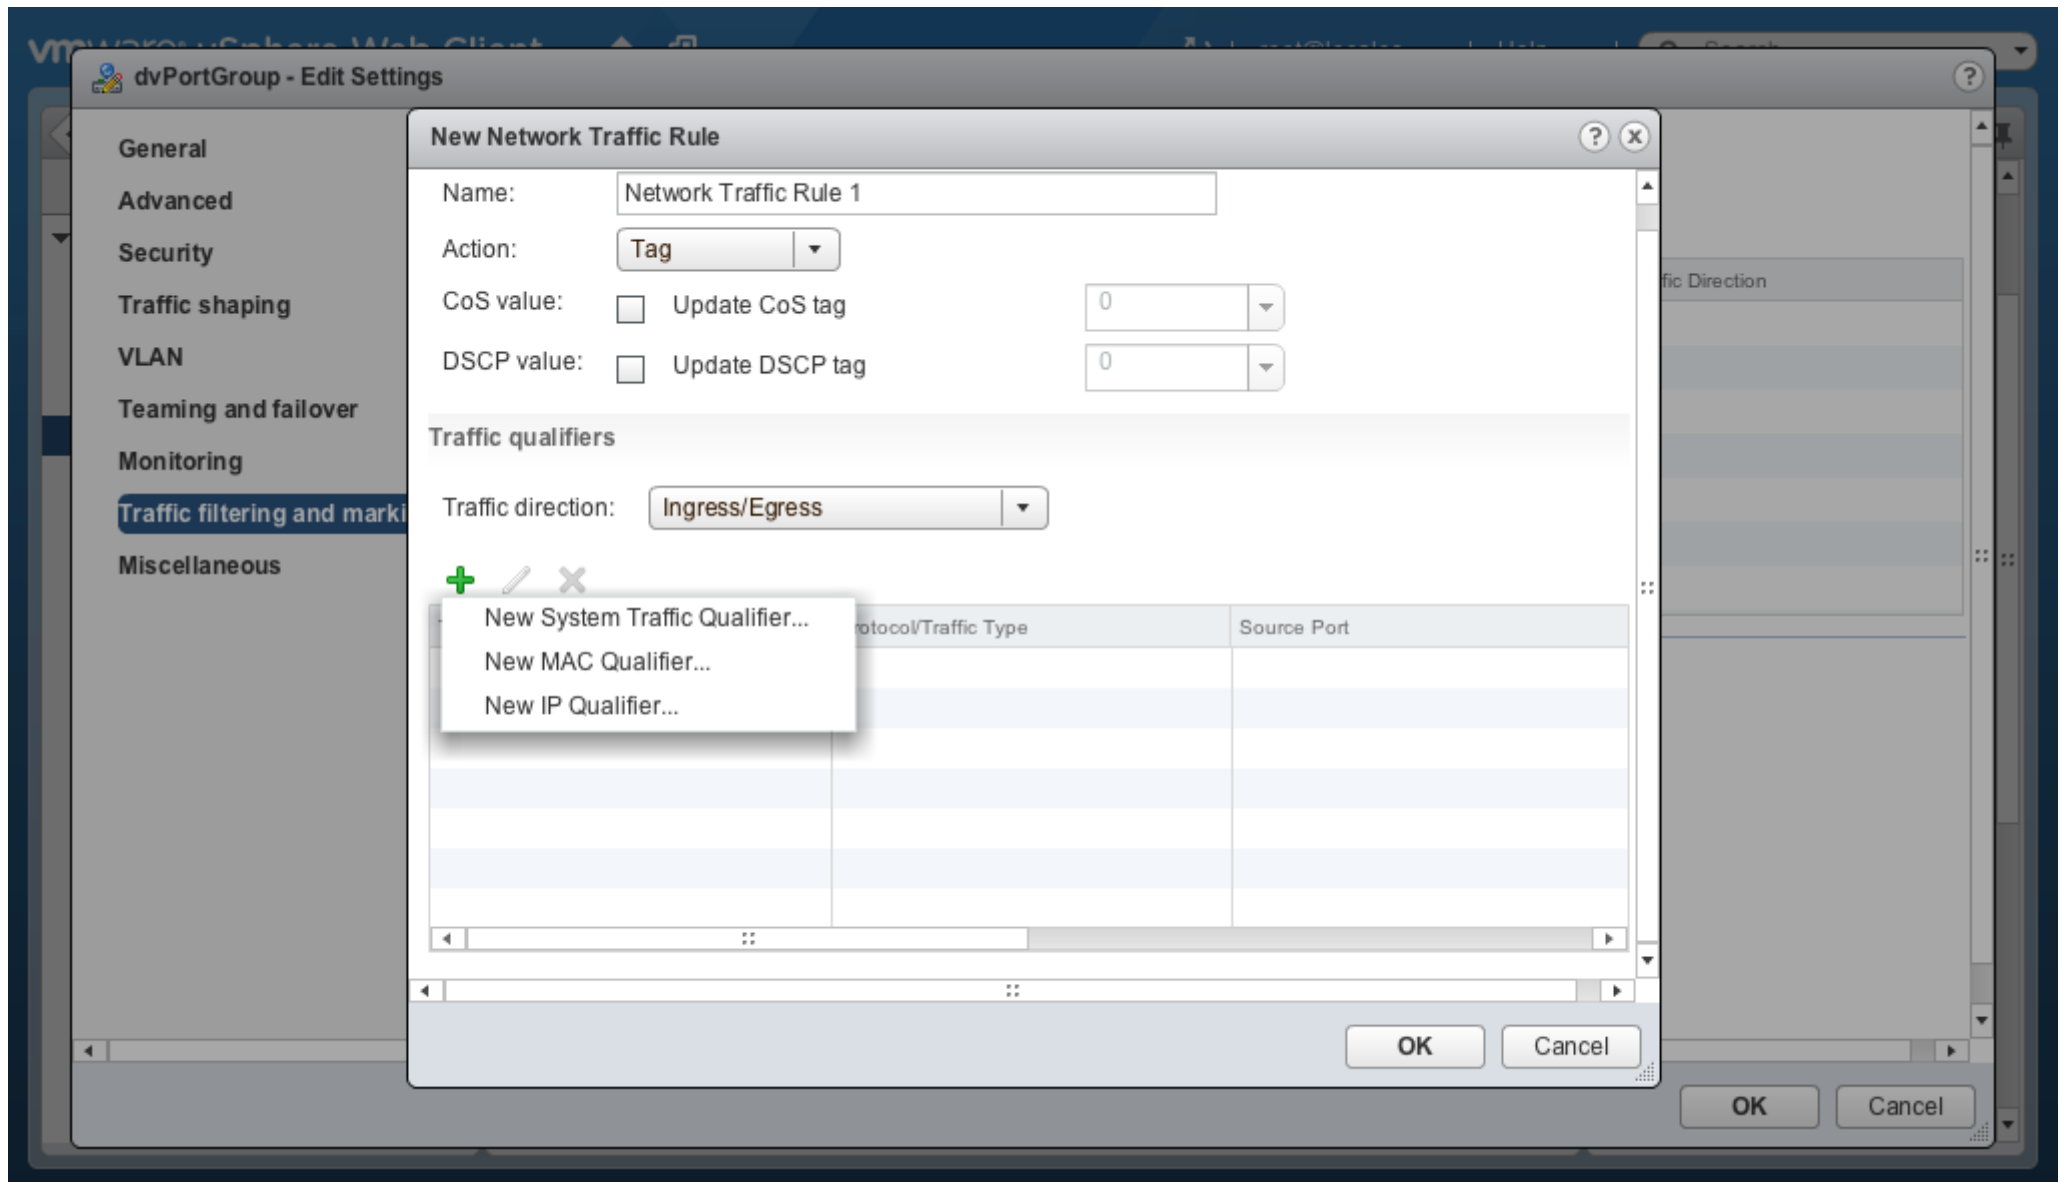 dvPortGroup - Edit Settings
General
Advanced
Security
Traffic shaping
VLAN
Teaming and failover
Monitoring
Traffic filtering and marki
Miscellaneous
New Network Traffic Rule
Name: Network Traffic Rule 1
Action: Tag
CoS value: Update CoS tag 0
DSCP value: Update DSCP tag 0
Traffic qualifiers
Traffic direction: Ingress/Egress
New System Traffic Qualifier...
New MAC Qualifier...
New IP Qualifier...
otocol/Traffic Type Source Port
OK Cancel
fic Direction
OK Cancel